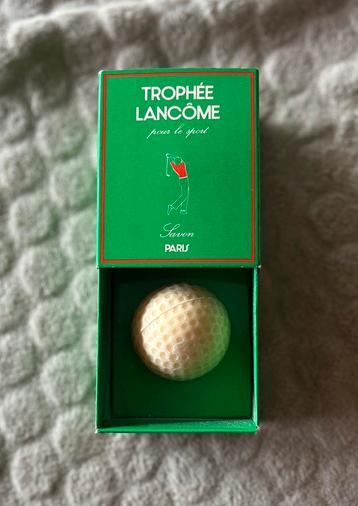 TROPHÉE
LANCÔME
pour le sport
Savon
PARIS